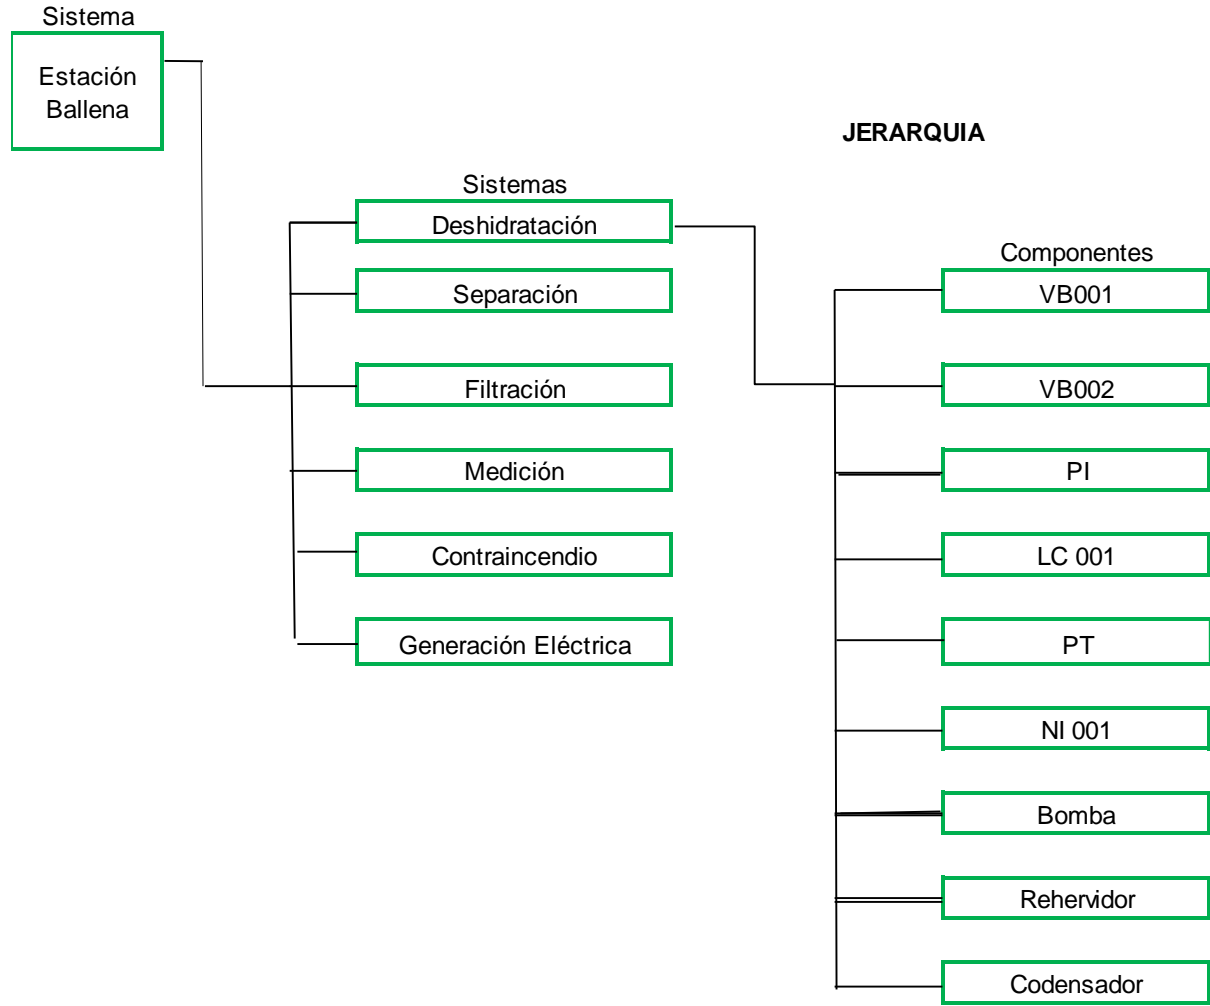 Sistema
Estación
Ballena
JERARQUIA
Sistemas
Deshidratación
Separación
Filtración
Medición
Contraincendio
Generación Eléctrica
Componentes
VB001
VB002
PI
LC 001
PT
NI 001
Bomba
Rehervidor
Codensador